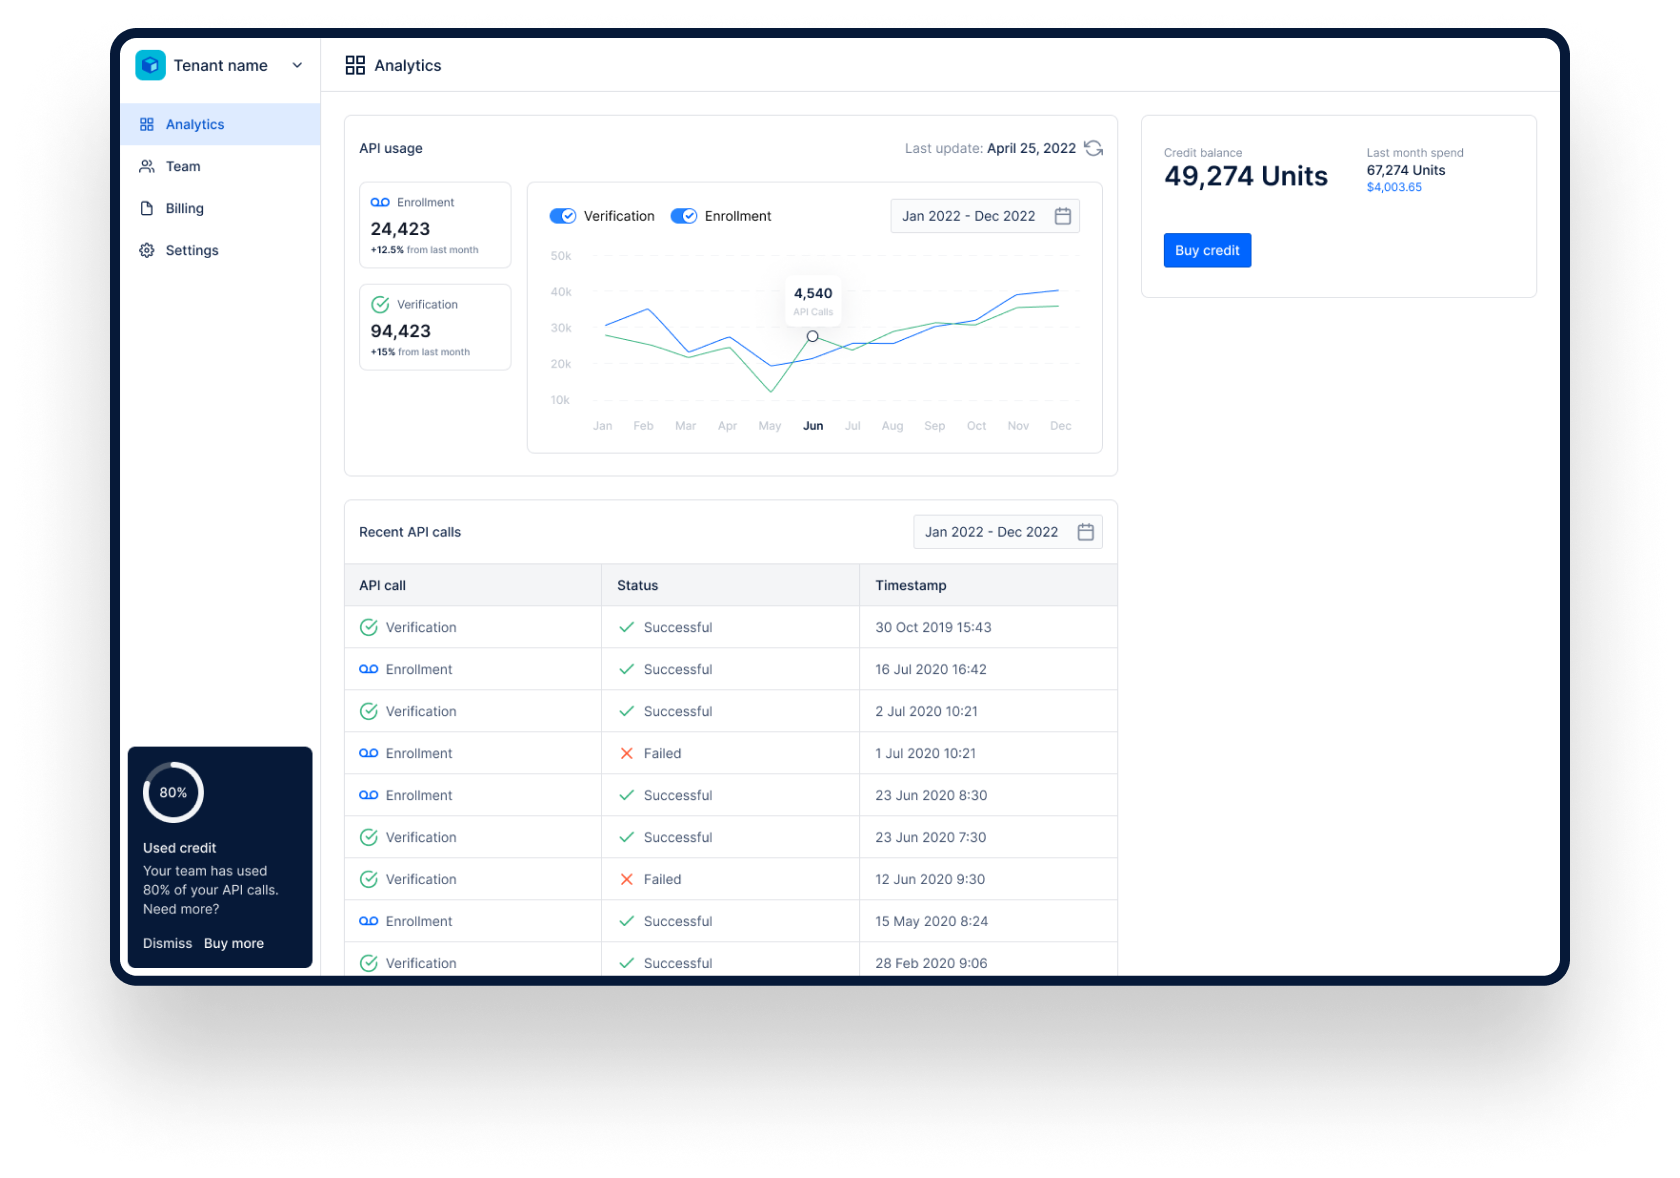 Tenant name
Analytics
Team
Billing
Settings
80%
Used credit
Your team has used
80% of your API calls.
Need more?
Dismiss Buy more
Analytics
API usage
Last update: April 25, 2022
Enrollment
24,423
+12.5% from last month
Verification
94,423
+15% from last month
Verification Enrollment
Jan 2022 - Dec 2022
50k
40k
30k
20k
10k
4,540
API Calls
Jan Feb Mar Apr May Jun Jul Aug Sep Oct Nov Dec
Credit balance
49,274 Units
Last month spend
67,274 Units
$4,003.65
Buy credit
Recent API calls
Jan 2022 - Dec 2022
API call Status Timestamp
Verification Successful 30 Oct 2019 15:43
Enrollment Successful 16 Jul 2020 16:42
Verification Successful 2 Jul 2020 10:21
Enrollment Failed 1 Jul 2020 10:21
Enrollment Successful 23 Jun 2020 8:30
Verification Successful 23 Jun 2020 7:30
Verification Failed 12 Jun 2020 9:30
Enrollment Successful 15 May 2020 8:24
Verification Successful 28 Feb 2020 9:06